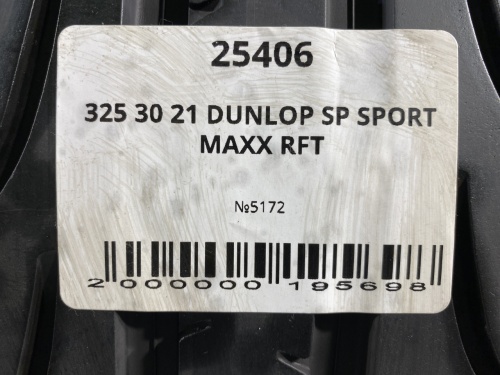 25406
325 30 21 DUNLOP SP SPORT
MAXX RFT
№5172
2 000000 195698